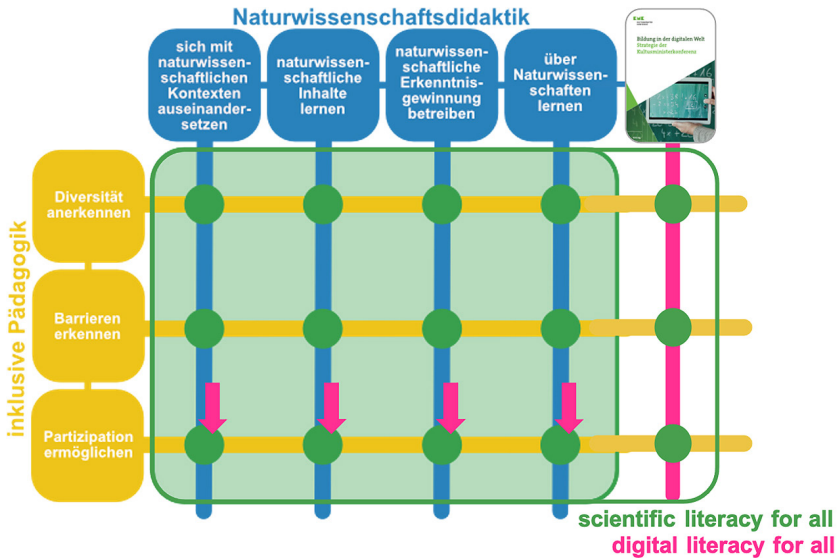 Naturwissenschaftsdidaktik
sich mit
naturwissen-
schaftlichen
Kontexten
auseinander-
setzen
naturwissen-
schaftliche
Inhalte
lernen
naturwissen-
schaftliche
Erkenntnis-
gewinnung
betreiben
über
Naturwissen-
schaften
lernen
Bildung in der digitalen Welt
Strategie der
Kultusministerkonferenz
inklusive Pädagogik
Diversität
anerkennen
Barrieren
erkennen
Partizipation
ermöglichen
scientific literacy for all
digital literacy for all